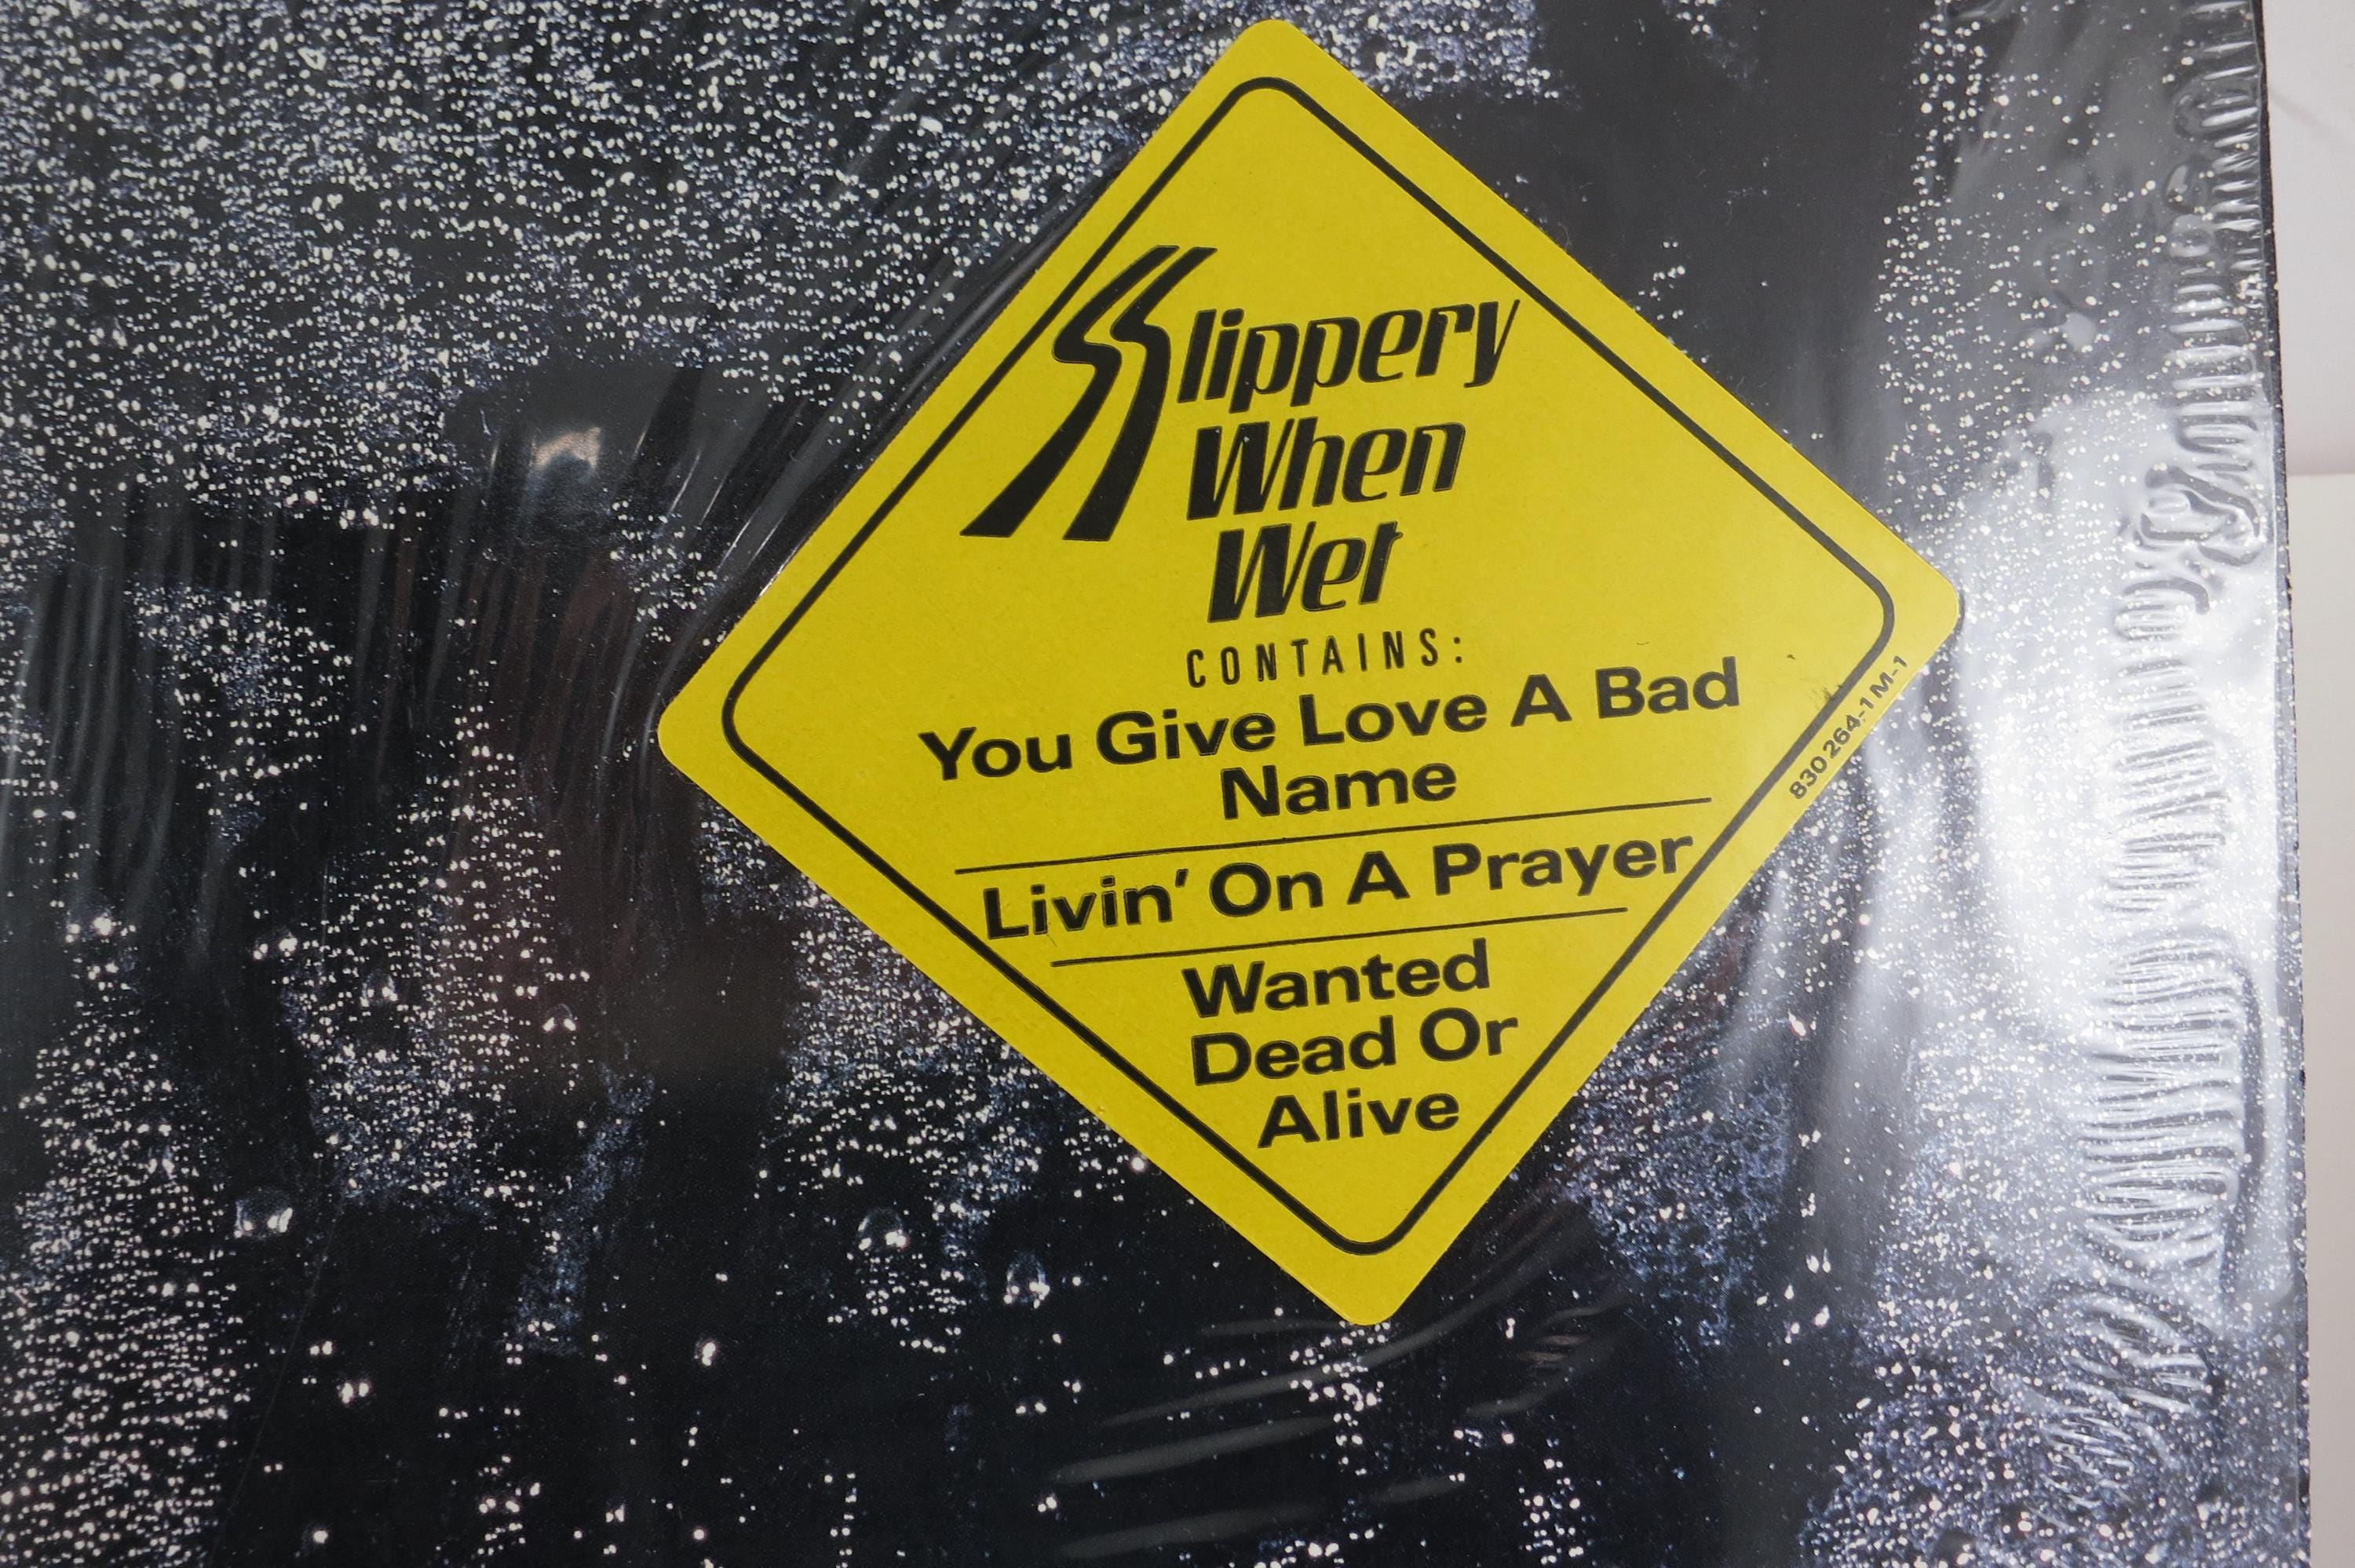 Slippery
When
Wet
CONTAINS:
You Give Love A Bad
Name
Livin' On A Prayer
Wanted
Dead Or
Alive
830 264-1 M-1